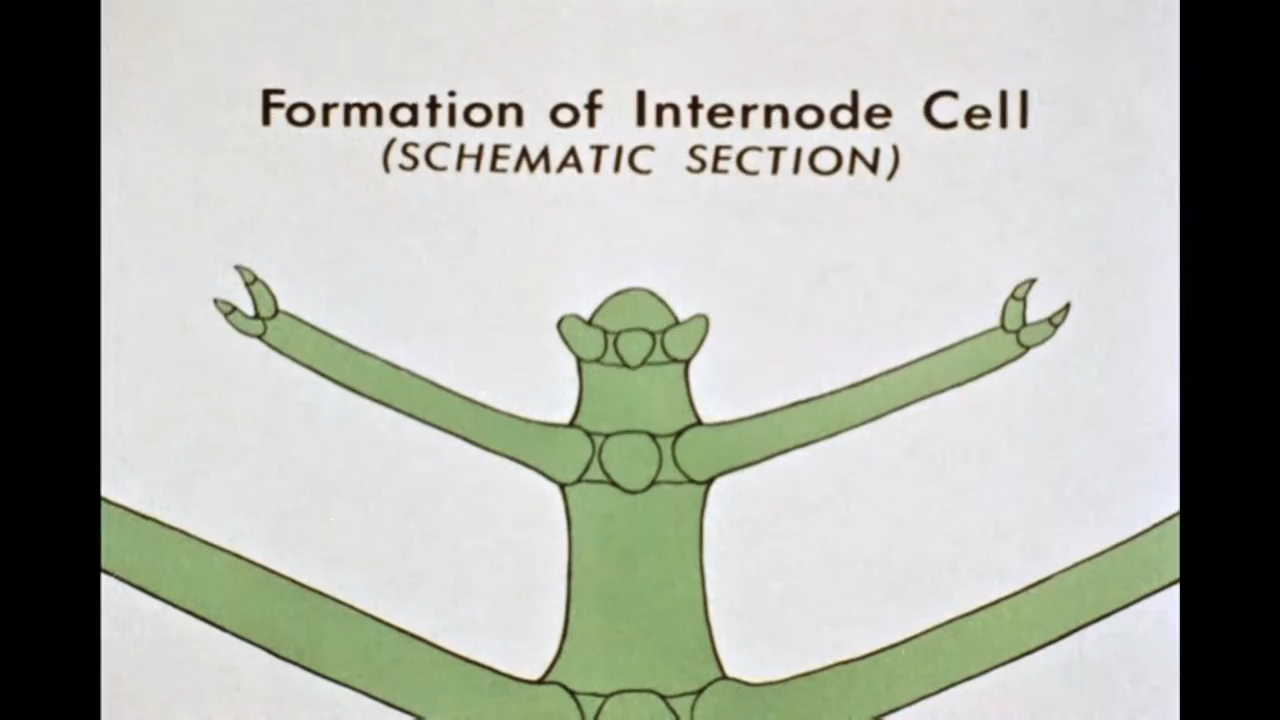 Formation of Internode Cell
(SCHEMATIC SECTION)